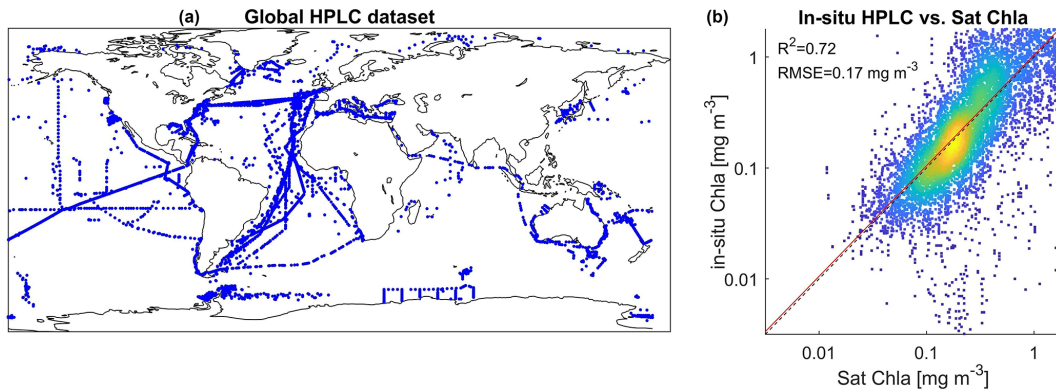 (a)
Global HPLC dataset
(b)
In-situ HPLC vs. Sat Chla
R²=0.72
RMSE=0.17 mg m⁻³
in-situ Chla [mg m⁻³]
1
0.1
0.01
0.01
0.1
1
Sat Chla [mg m⁻³]